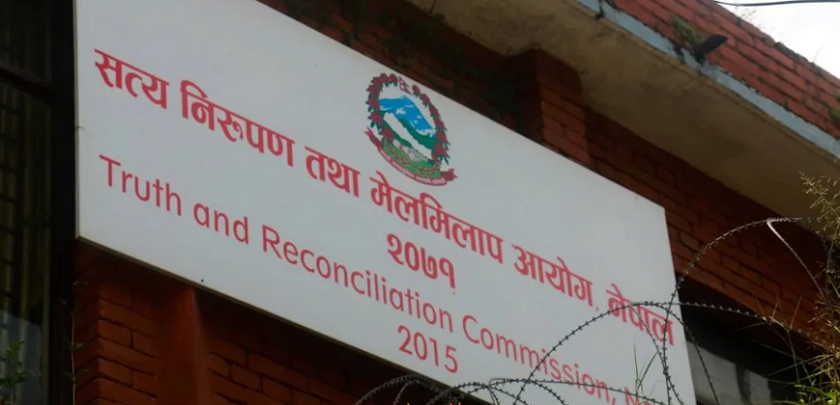 सत्य निरुपण तथा मेलमिलाप आयोग, नेपाल
२०७१
Truth and Reconciliation Commission,
2015